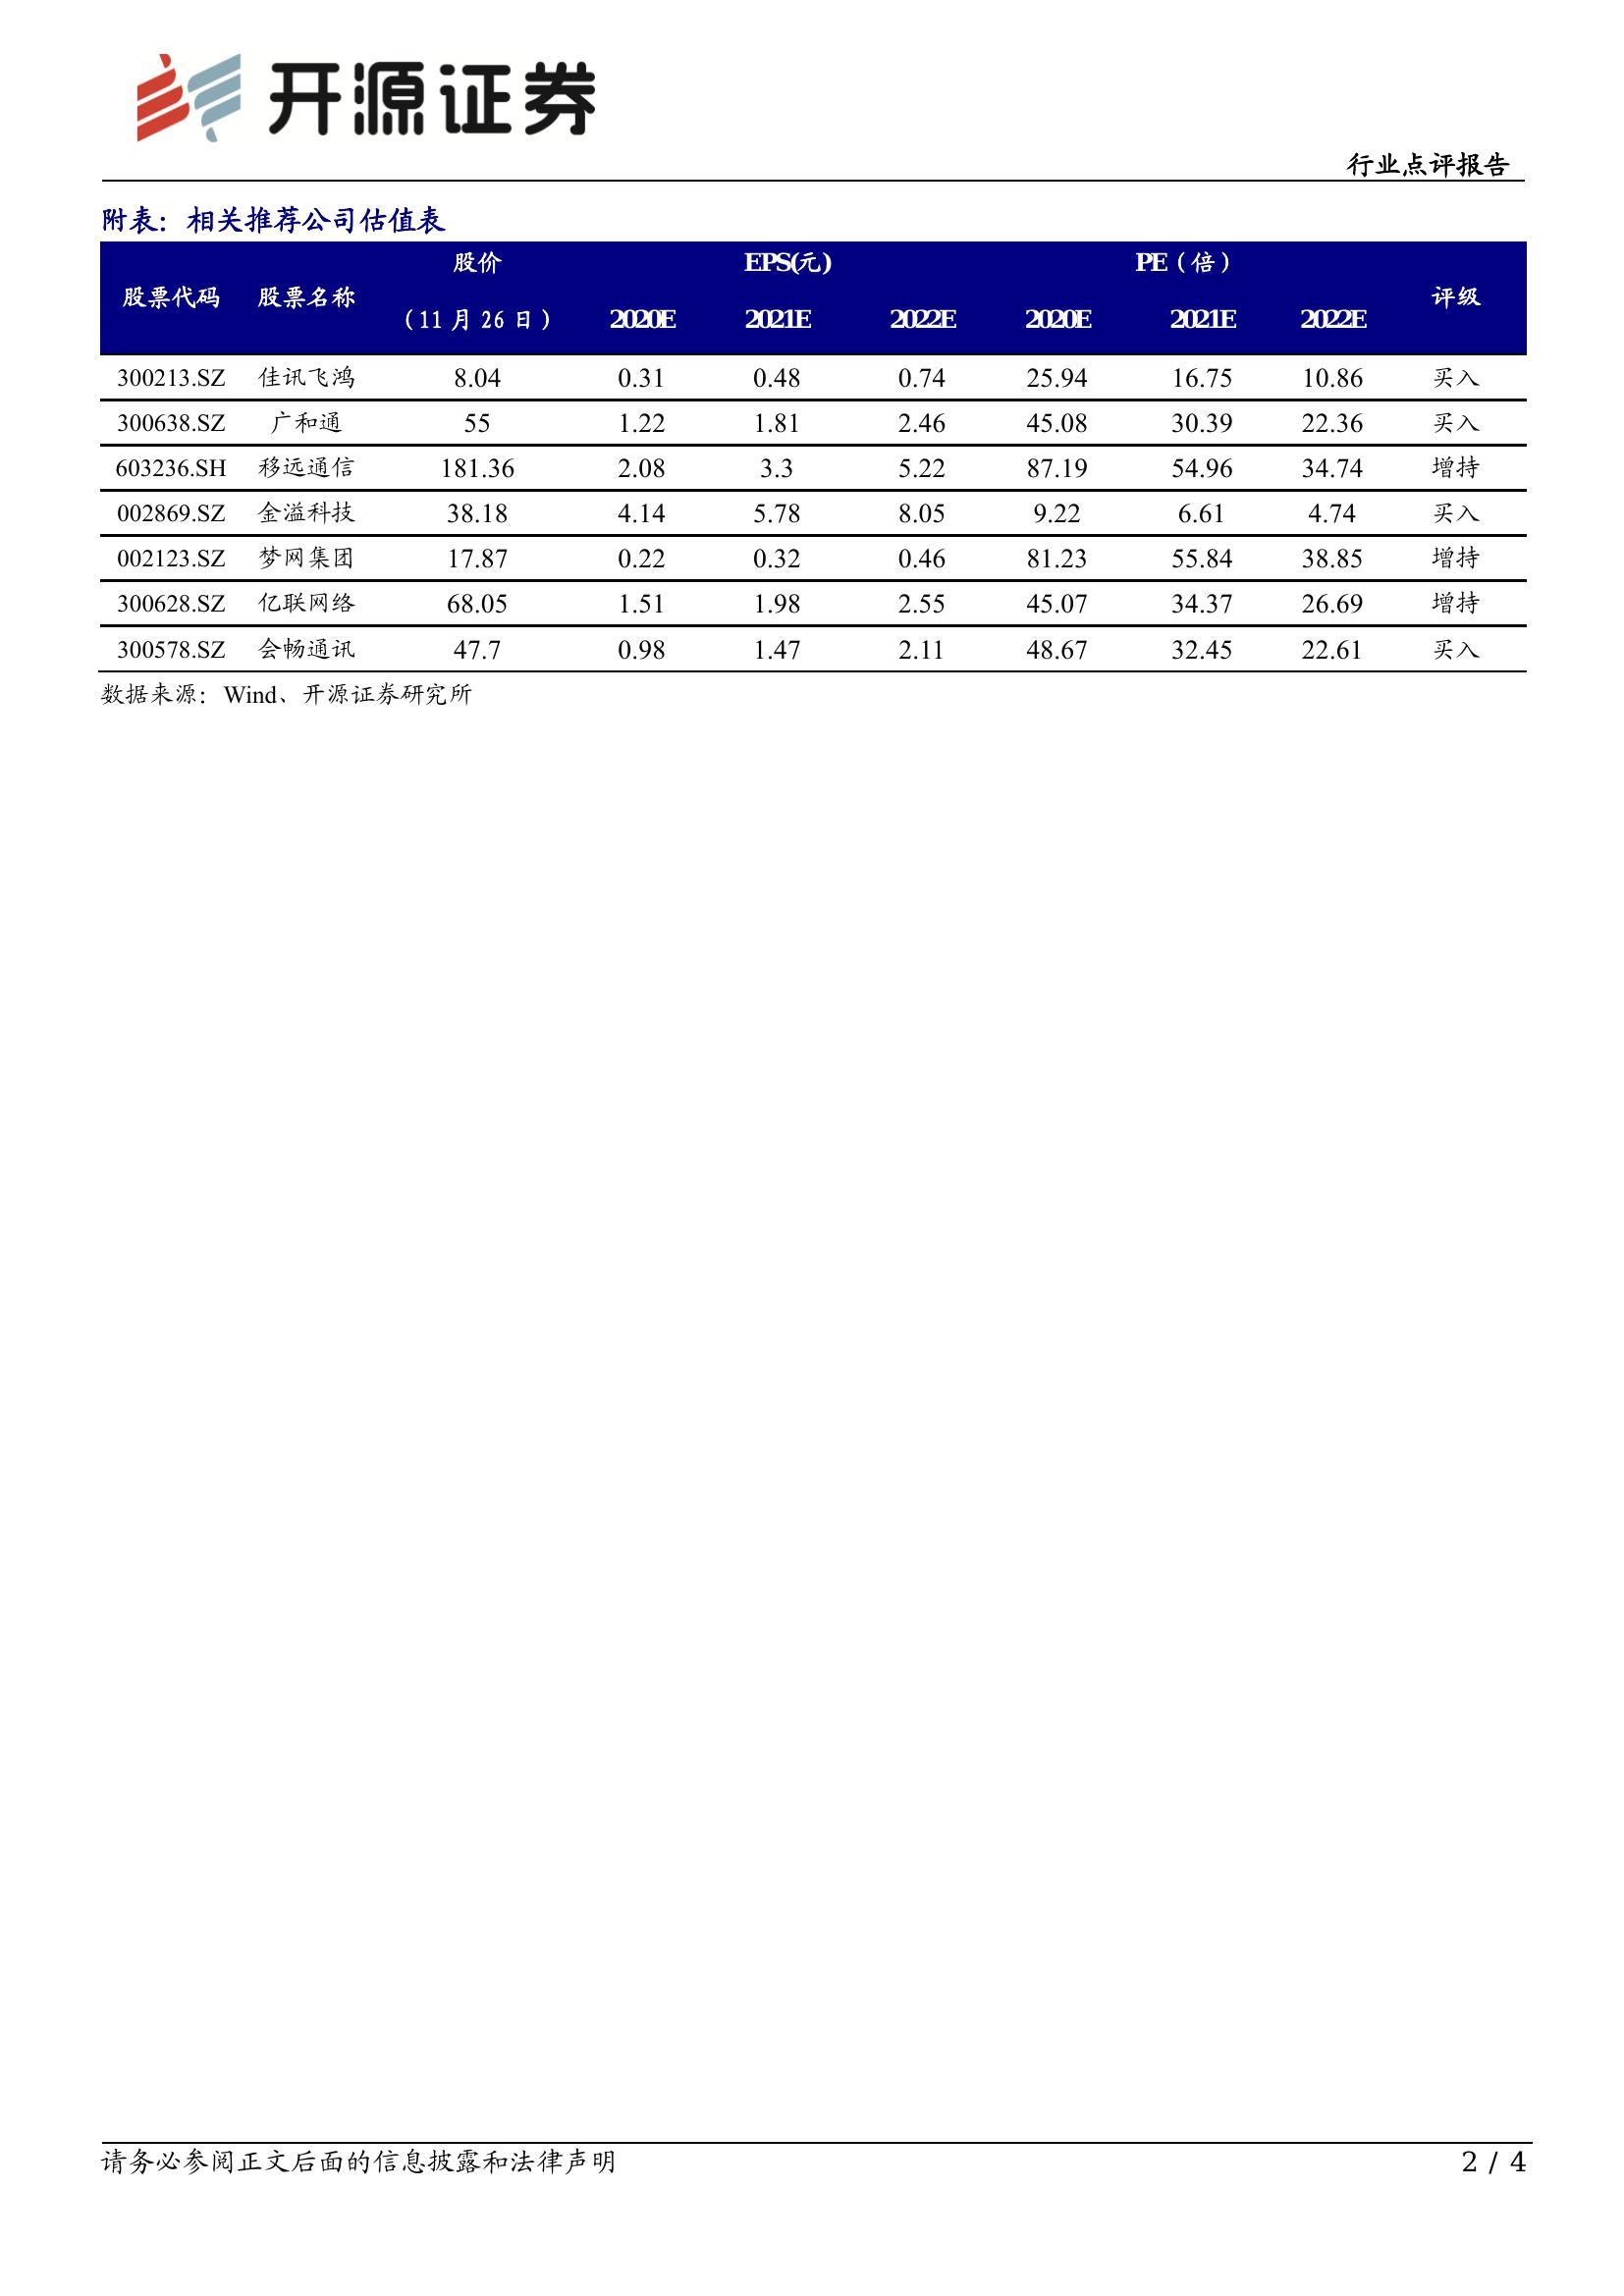 开源证券
行业点评报告
附表：相关推荐公司估值表
股票代码 股票名称 股价 EPS(元) PE（倍） 评级
（11 月 26 日） 2020E 2021E 2022E 2020E 2021E 2022E
300213.SZ 佳讯飞鸿 8.04 0.31 0.48 0.74 25.94 16.75 10.86 买入
300638.SZ 广和通 55 1.22 1.81 2.46 45.08 30.39 22.36 买入
603236.SH 移远通信 181.36 2.08 3.3 5.22 87.19 54.96 34.74 增持
002869.SZ 金溢科技 38.18 4.14 5.78 8.05 9.22 6.61 4.74 买入
002123.SZ 梦网集团 17.87 0.22 0.32 0.46 81.23 55.84 38.85 增持
300628.SZ 亿联网络 68.05 1.51 1.98 2.55 45.07 34.37 26.69 增持
300578.SZ 会畅通讯 47.7 0.98 1.47 2.11 48.67 32.45 22.61 买入
数据来源：Wind、开源证券研究所
请务必参阅正文后面的信息披露和法律声明 2 / 4